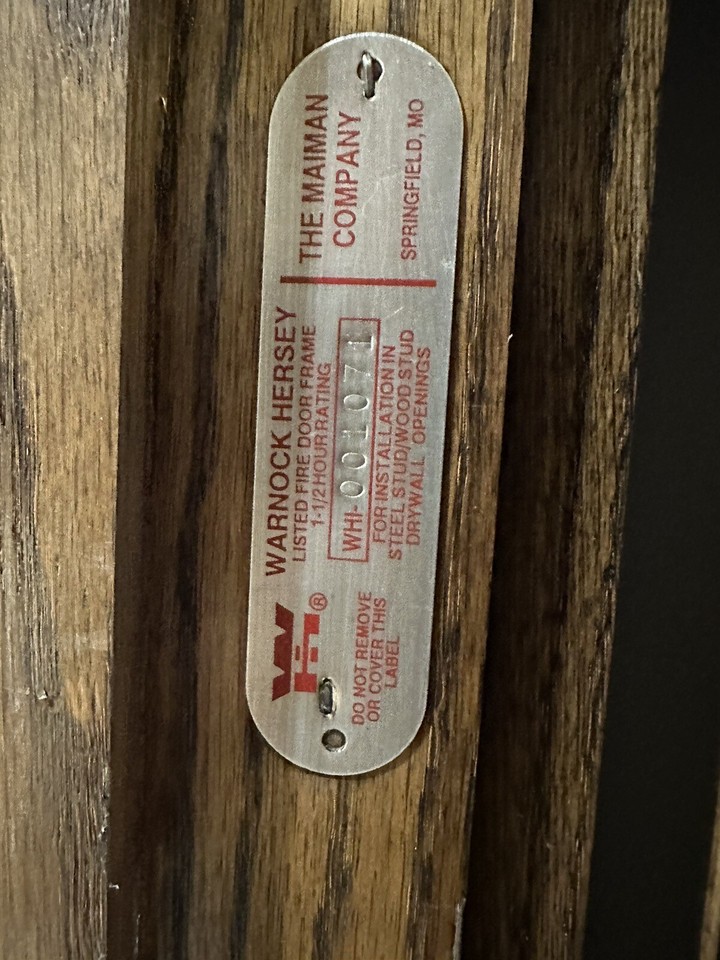 WH
®
DO NOT REMOVE
OR COVER THIS
LABEL
WARNOCK HERSEY
LISTED FIRE DOOR FRAME
1-1/2 HOUR RATING
WHI- 001071
FOR INSTALLATION IN
STEEL STUD/WOOD STUD
DRYWALL OPENINGS
THE MAIMAN
COMPANY
SPRINGFIELD, MO